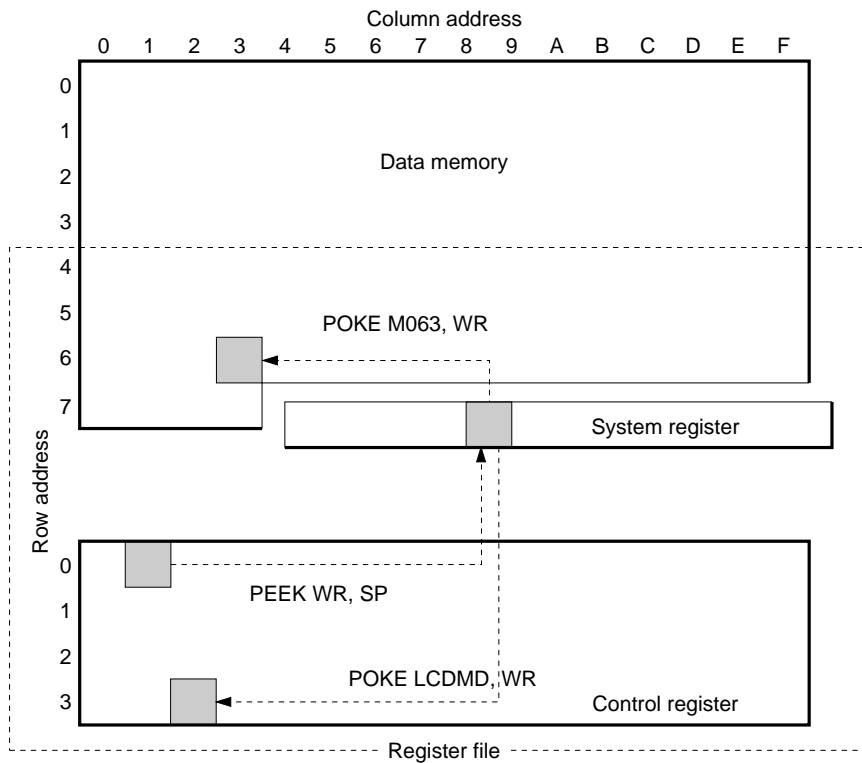 Column address
0 1 2 3 4 5 6 7 8 9 A B C D E F
0
1
Data memory
2
3
4
5
POKE M063, WR
6
7
System register
Row address
0
PEEK WR, SP
1
2
POKE LCDMD, WR
3
Control register
Register file